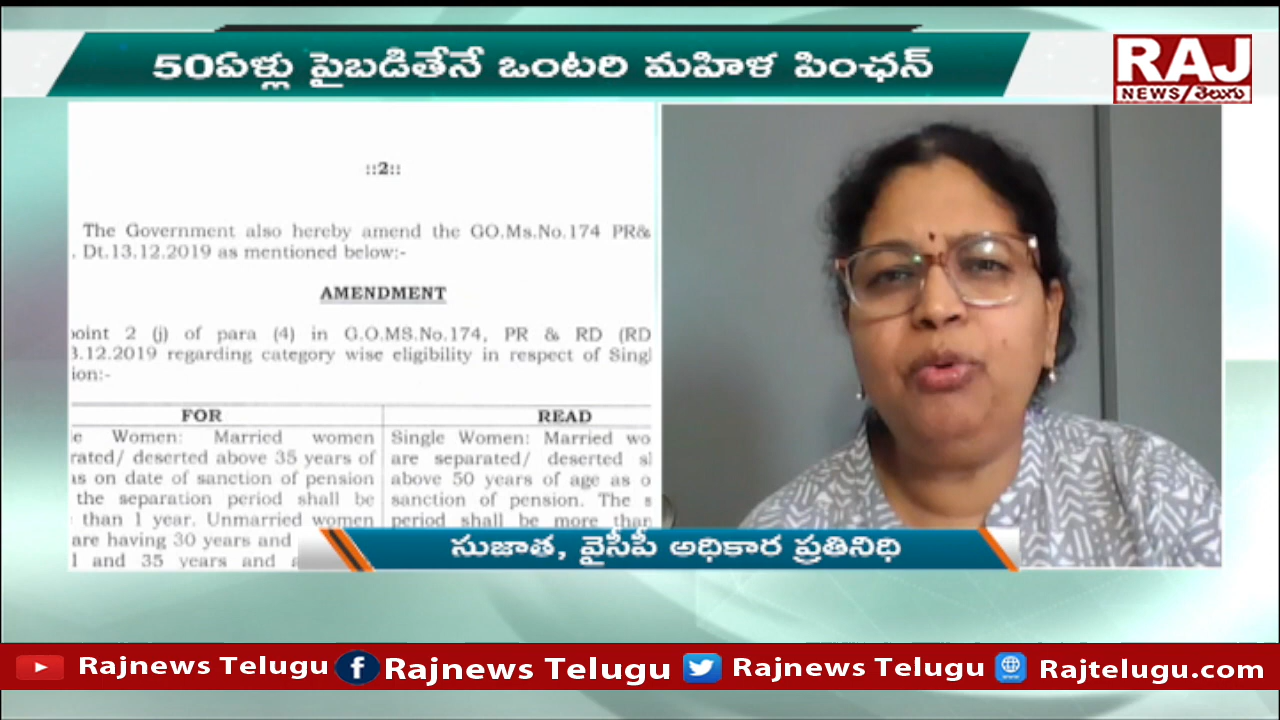 50ఏళ్లు పైబడితేనే ఒంటరి మహిళ పింఛన్
RAJ
NEWS తెలుగు
::2::
The Government also hereby amend the GO.Ms.No.174 PR&
. Dt.13.12.2019 as mentioned below:-
AMENDMENT
point 2 (j) of para (4) in G.O.MS.No.174, PR & RD (RD
3.12.2019 regarding category wise eligibility in respect of Singl
ion:-
FOR
le Women: Married women
rated/ deserted above 35 years of
as on date of sanction of pension
the separation period shall be
than 1 year. Unmarried women
are having 30 years and
l and 35 years and
READ
Single Women: Married wo
are separated/ deserted sl
above 50 years of age as o
sanction of pension. The s
period shall be more than
సుజాత, వైసీపీ అధికార ప్రతినిధి
Rajnews Telugu Rajnews Telugu Rajnews Telugu Rajtelugu.com